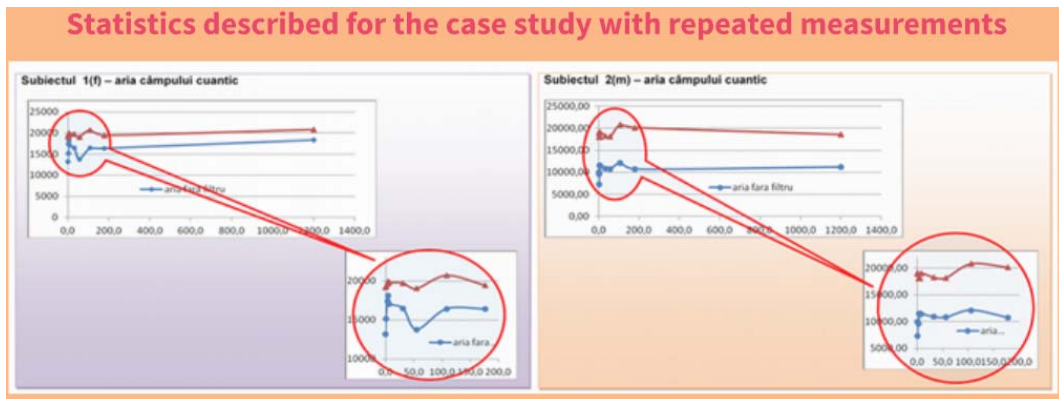 Statistics described for the case study with repeated measurements
Subiectul 1(f) – aria câmpului cuantic
25000
20000
15000
10000
5000
0
0,0 200,0 400,0 600,0 800,0 1000,0 1200,0 1400,0
aria fara filtru
20000
15000
10000
0,0 50,0 100,0 150,0 200,0
aria fara...
Subiectul 2(m) – aria câmpului cuantic
25000,00
20000,00
15000,00
10000,00
5000,00
0,00
0,0 200,0 400,0 600,0 800,0 1000,0 1200,0 1400,0
aria fara filtru
20000,00
15000,00
10000,00
5000,00
0,0 50,0 100,0 150,0 200,0
aria...